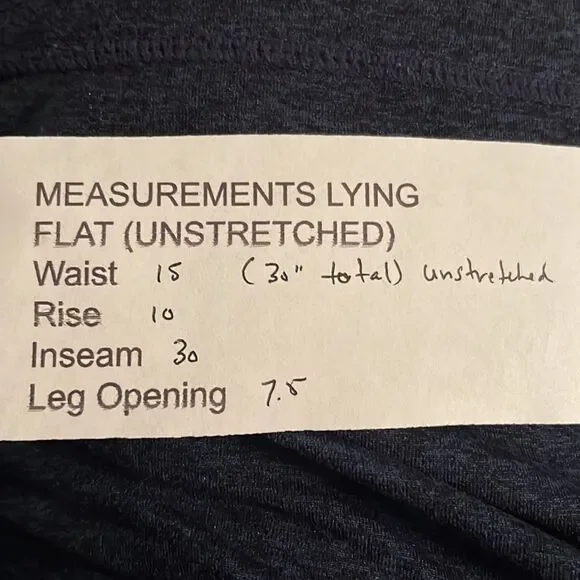 MEASUREMENTS LYING
FLAT (UNSTRETCHED)
Waist 15 (30" total) unstretched
Rise 10
Inseam 30
Leg Opening 7.5